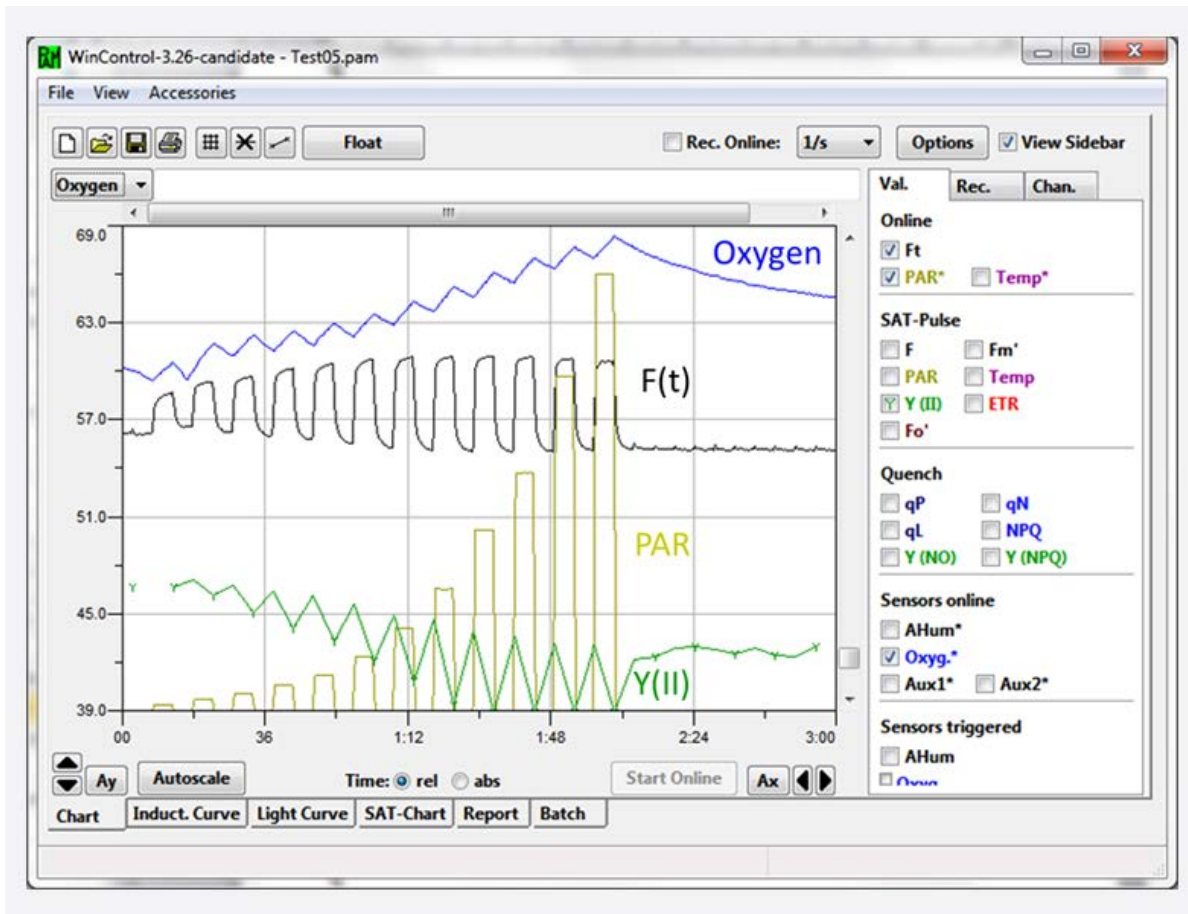 WinControl-3.26-candidate - Test05.pam
File View Accessories
Float Rec. Online: 1/s Options View Sidebar
Oxygen
Val. Rec. Chan.
Online
Ft
PAR* Temp*
SAT-Pulse
F Fm'
PAR Temp
Y (II) ETR
Fo'
Quench
qP qN
qL NPQ
Y (NO) Y (NPQ)
Sensors online
AHum*
Oxyg.*
Aux1* Aux2*
Sensors triggered
AHum
Oxyg
69.0
63.0
57.0
51.0
45.0
39.0
Oxygen
F(t)
PAR
Y(II)
00 36 1:12 1:48 2:24 3:00
Ay Autoscale Time: rel abs Start Online Ax
Chart Induct. Curve Light Curve SAT-Chart Report Batch